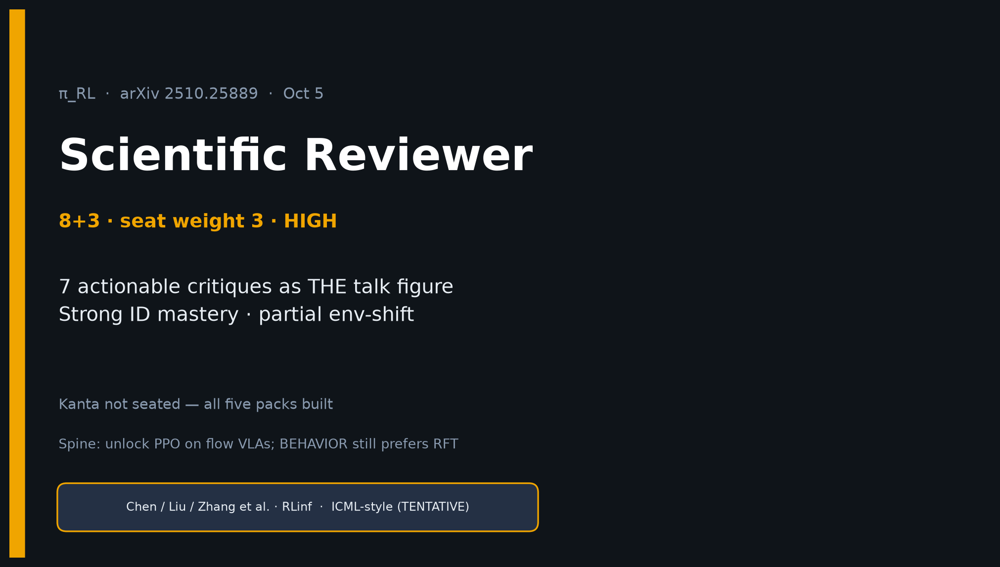 π_RL · arXiv 2510.25889 · Oct 5
Scientific Reviewer
8+3 · seat weight 3 · HIGH
7 actionable critiques as THE talk figure
Strong ID mastery · partial env-shift
Kanta not seated — all five packs built
Spine: unlock PPO on flow VLAs; BEHAVIOR still prefers RFT
Chen / Liu / Zhang et al. · RLinf · ICML-style (TENTATIVE)